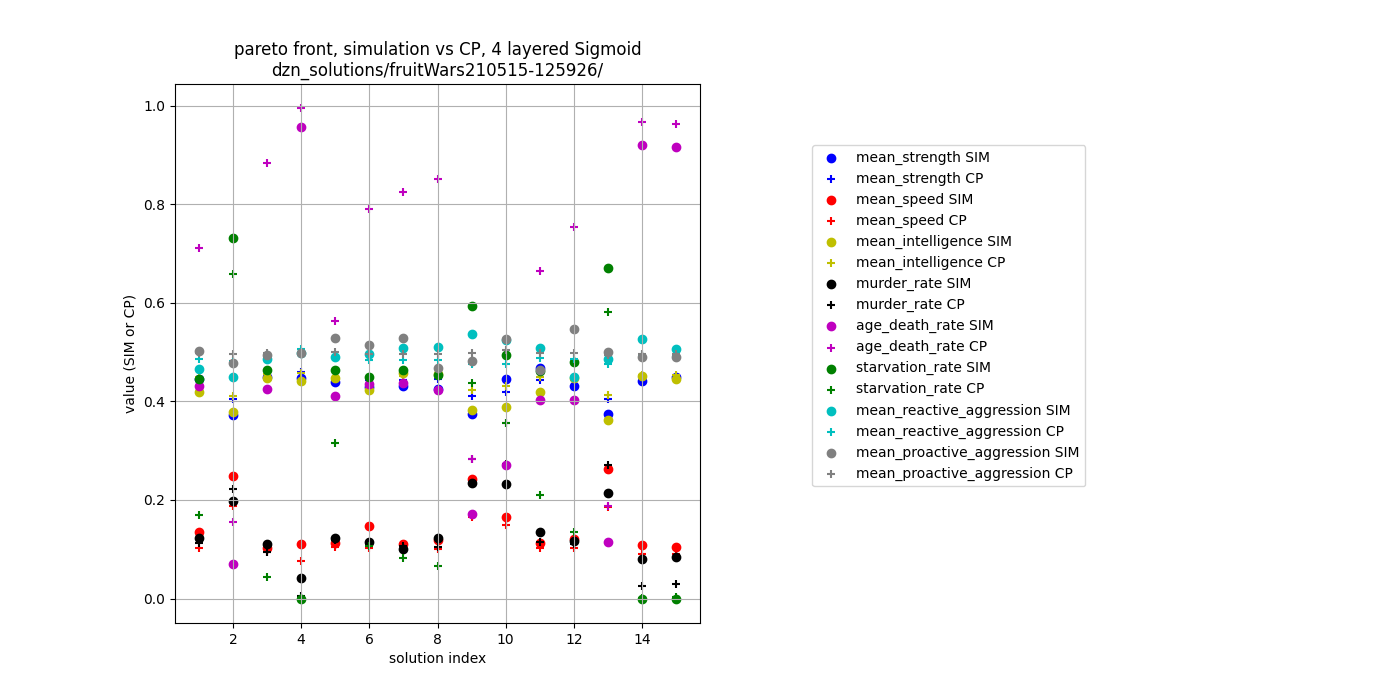 pareto front, simulation vs CP, 4 layered Sigmoid
dzn_solutions/fruitWars210515-125926/
value (SIM or CP)
1.0
0.8
0.6
0.4
0.2
0.0
2 4 6 8 10 12 14
solution index
mean_strength SIM
mean_strength CP
mean_speed SIM
mean_speed CP
mean_intelligence SIM
mean_intelligence CP
murder_rate SIM
murder_rate CP
age_death_rate SIM
age_death_rate CP
starvation_rate SIM
starvation_rate CP
mean_reactive_aggression SIM
mean_reactive_aggression CP
mean_proactive_aggression SIM
mean_proactive_aggression CP